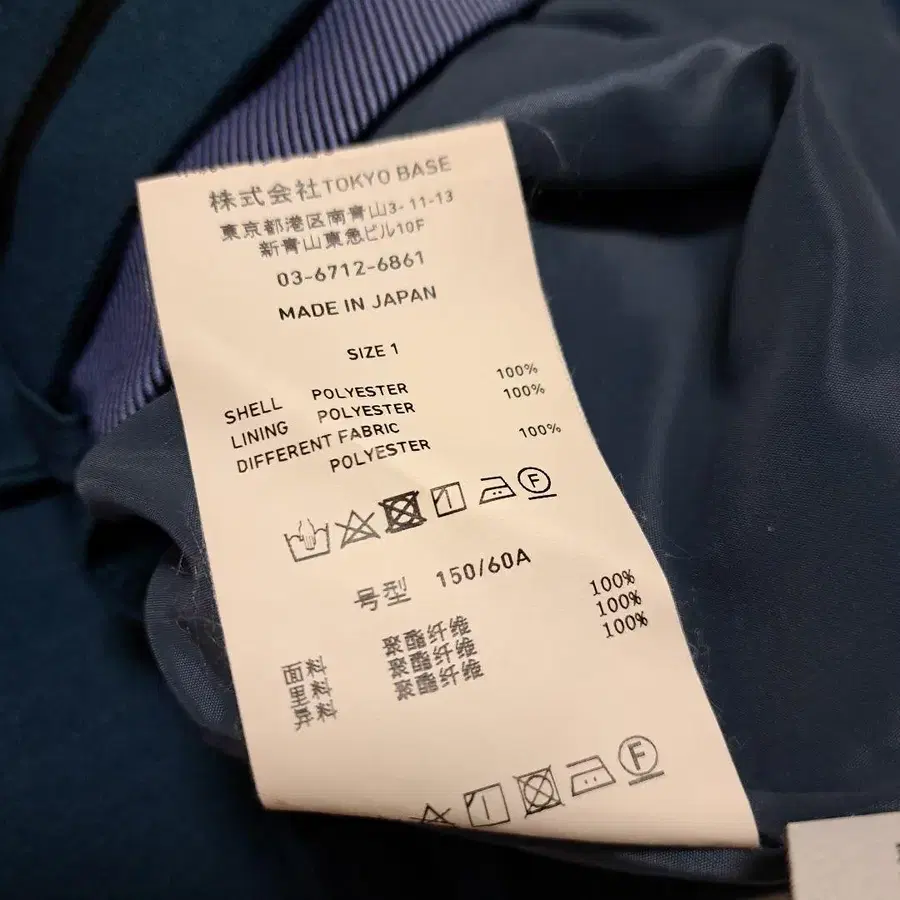 株式会社TOKYO BASE
東京都港区南青山3-11-13
新青山東急ビル10F
03-6712-6861
MADE IN JAPAN
SIZE 1
SHELL POLYESTER 100%
LINING POLYESTER 100%
DIFFERENT FABRIC
POLYESTER 100%
F
号型 150/60A
面料 聚酯纤维 100%
里料 聚酯纤维 100%
异料 聚酯纤维 100%
F